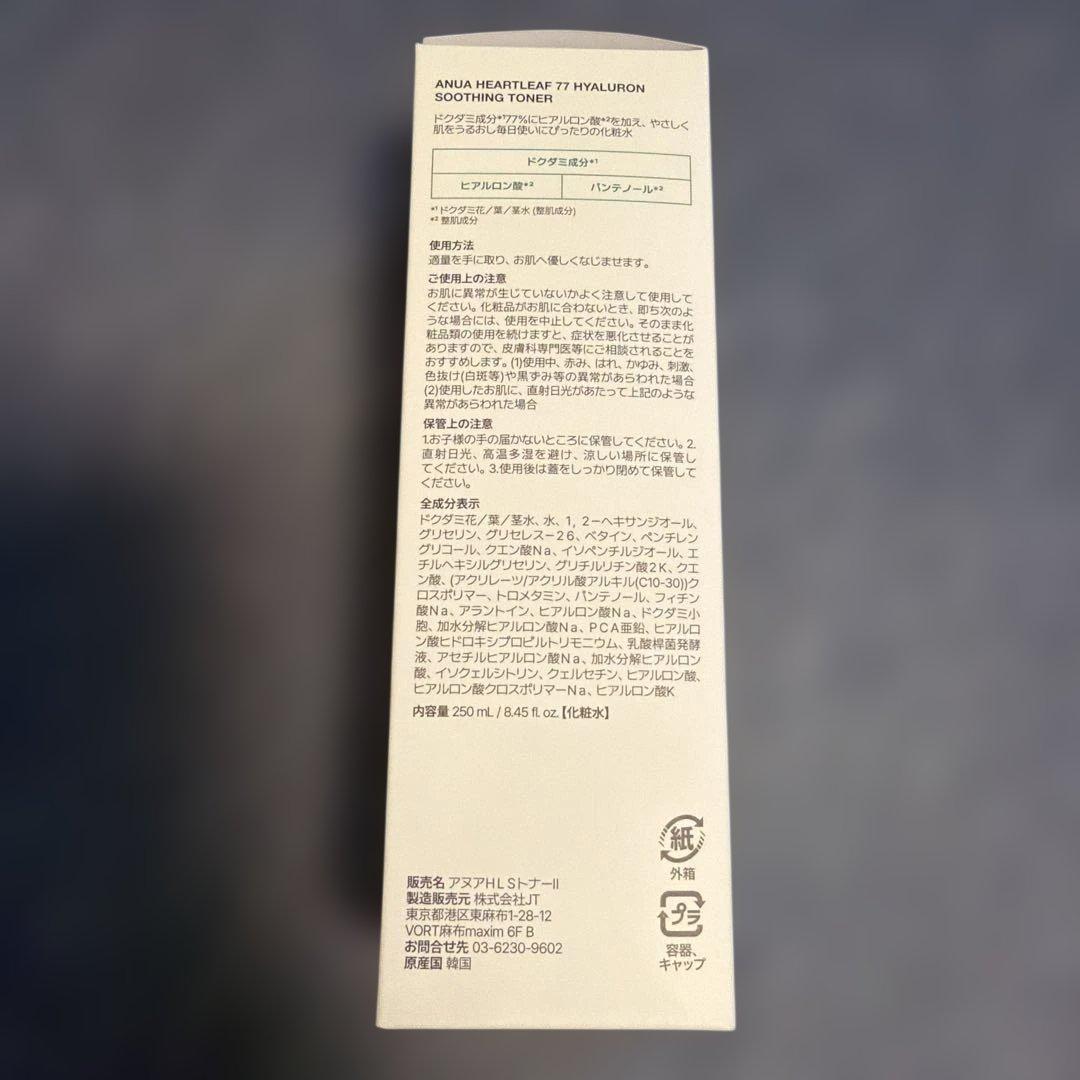 ANUA HEARTLEAF 77 HYALURON
SOOTHING TONER
ドクダミ成分*¹77%にヒアルロン酸*²を加え、やさしく
肌をうるおし毎日使いにぴったりの化粧水
ドクダミ成分*¹
ヒアルロン酸*² パンテノール*²
*¹ ドクダミ花／葉／茎水 (整肌成分)
*² 整肌成分
使用方法
適量を手に取り、お肌へ優しくなじませます。
ご使用上の注意
お肌に異常が生じていないかよく注意して使用して
ください。化粧品がお肌に合わないとき、即ち次のよ
うな場合には、使用を中止してください。そのまま化
粧品類の使用を続けますと、症状を悪化させることが
ありますので、皮膚科専門医等にご相談されることを
おすすめします。(1)使用中、赤み、はれ、かゆみ、刺激、
色抜け(白斑等)や黒ずみ等の異常があらわれた場合
(2)使用したお肌に、直射日光があたって上記のような
異常があらわれた場合
保管上の注意
1.お子様の手の届かないところに保管してください。2.
直射日光、高温多湿を避け、涼しい場所に保管し
てください。3.使用後は蓋をしっかり閉めて保管して
ください。
全成分表示
ドクダミ花／葉／茎水、水、1, 2－ヘキサンジオール、
グリセリン、グリセレス－26、ベタイン、ペンチレン
グリコール、クエン酸Na、イソペンチルジオール、エ
チルヘキシルグリセリン、グリチルリチン酸2K、クエ
ン酸、(アクリレーツ/アクリル酸アルキル(C10-30))ク
ロスポリマー、トロメタミン、パンテノール、フィチン
酸Na、アラントイン、ヒアルロン酸Na、ドクダミ小
胞、加水分解ヒアルロン酸Na、PCA亜鉛、ヒアルロ
ン酸ヒドロキシプロピルトリモニウム、乳酸桿菌発酵
液、アセチルヒアルロン酸Na、加水分解ヒアルロン
酸、イソクェルシトリン、クェルセチン、ヒアルロン酸、
ヒアルロン酸クロスポリマーNa、ヒアルロン酸K
内容量 250 mL / 8.45 fl. oz.【化粧水】
紙
外箱
プラ
容器、
キャップ
販売名 アヌアHLSトナーII
製造販売元 株式会社JT
東京都港区東麻布1-28-12
VORT麻布maxim 6F B
お問合せ先 03-6230-9602
原産国 韓国